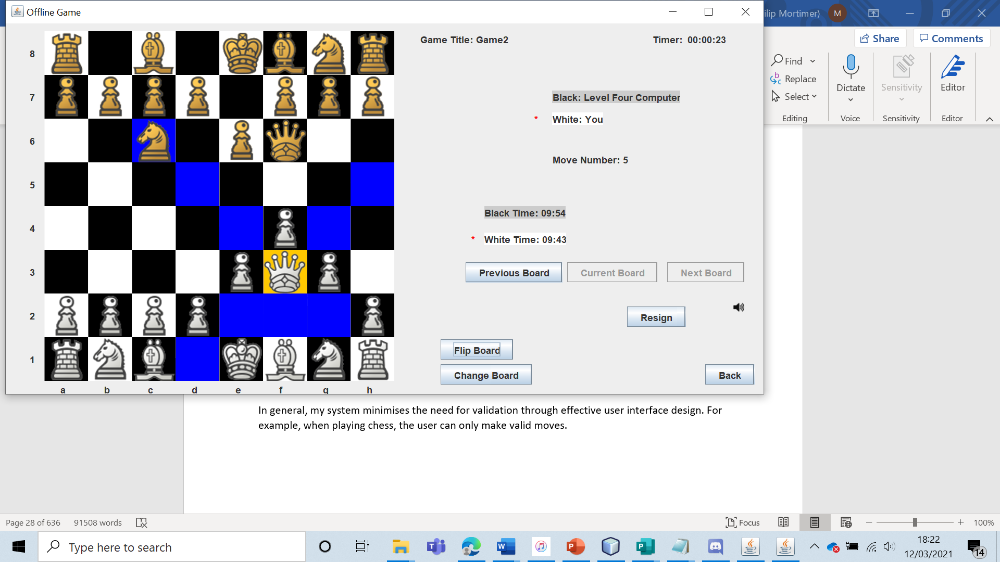 Offline Game
ilip Mortimer)
M
Share
Comments
Game Title: Game2
Timer: 00:00:23
Find
Replace
Select
Dictate
Sensitivity
Editor
Editing
Voice
Sensitivity
Editor
Black: Level Four Computer
* White: You
Move Number: 5
Black Time: 09:54
* White Time: 09:43
Previous Board
Current Board
Next Board
Resign
Flip Board
Change Board
Back
8
7
6
5
4
3
2
1
a b c d e f g h
In general, my system minimises the need for validation through effective user interface design. For
example, when playing chess, the user can only make valid moves.
Page 28 of 636
91508 words
Focus
100%
Type here to search
18:22
12/03/2021
14